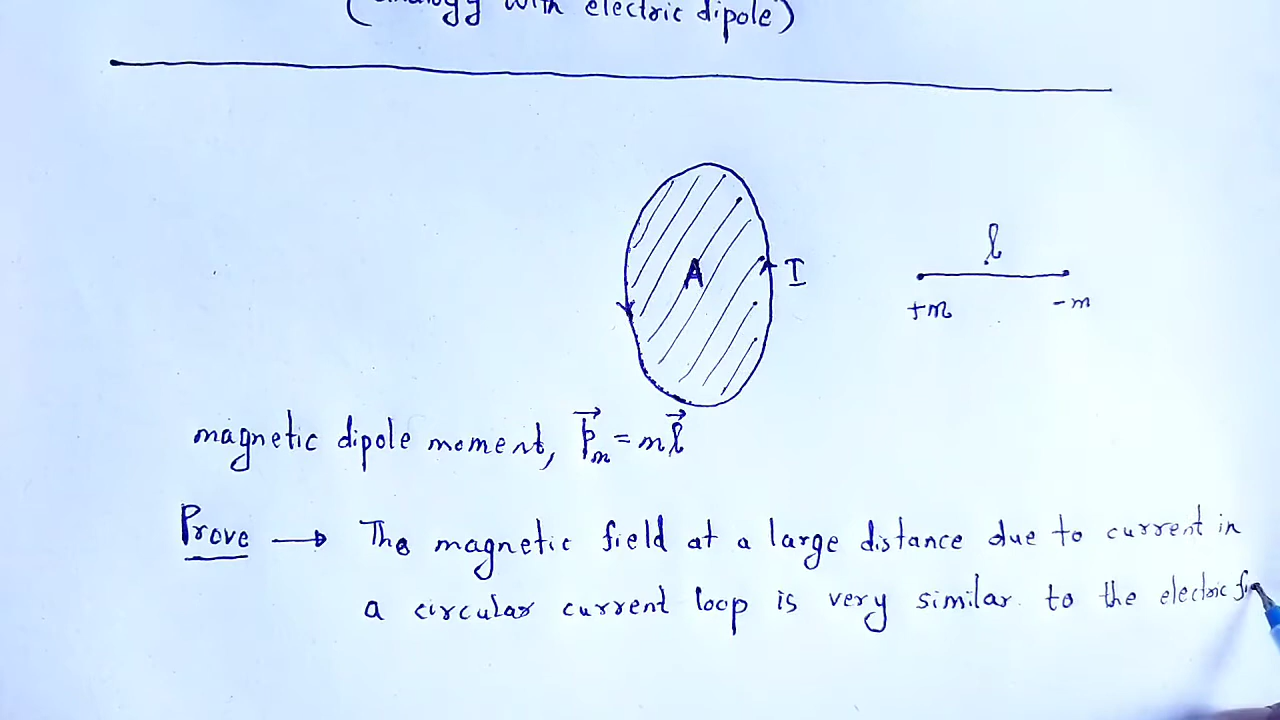 (analogy with electric dipole)
A
I
l
+m
-m
magnetic dipole moment, p⃗m = ml⃗
Prove → The magnetic field at a large distance due to current in
a circular current loop is very similar to the electric